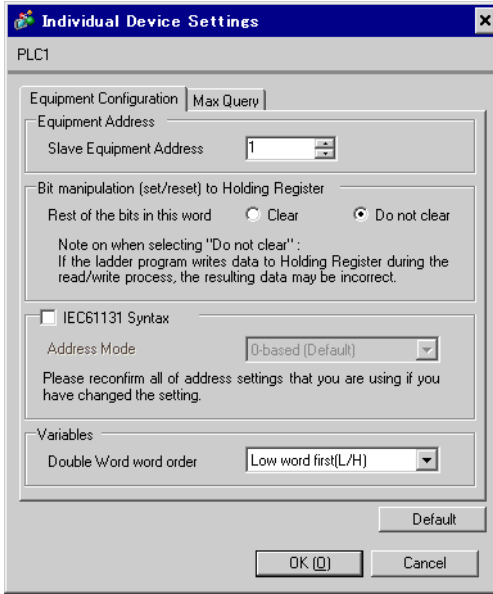 Individual Device Settings
PLC1
Equipment Configuration Max Query
Equipment Address
Slave Equipment Address 1
Bit manipulation (set/reset) to Holding Register
Rest of the bits in this word Clear Do not clear
Note on when selecting "Do not clear" :
If the ladder program writes data to Holding Register during the
read/write process, the resulting data may be incorrect.
IEC61131 Syntax
Address Mode 0-based (Default)
Please reconfirm all of address settings that you are using if you
have changed the setting.
Variables
Double Word word order Low word first(L/H)
Default
OK (O) Cancel